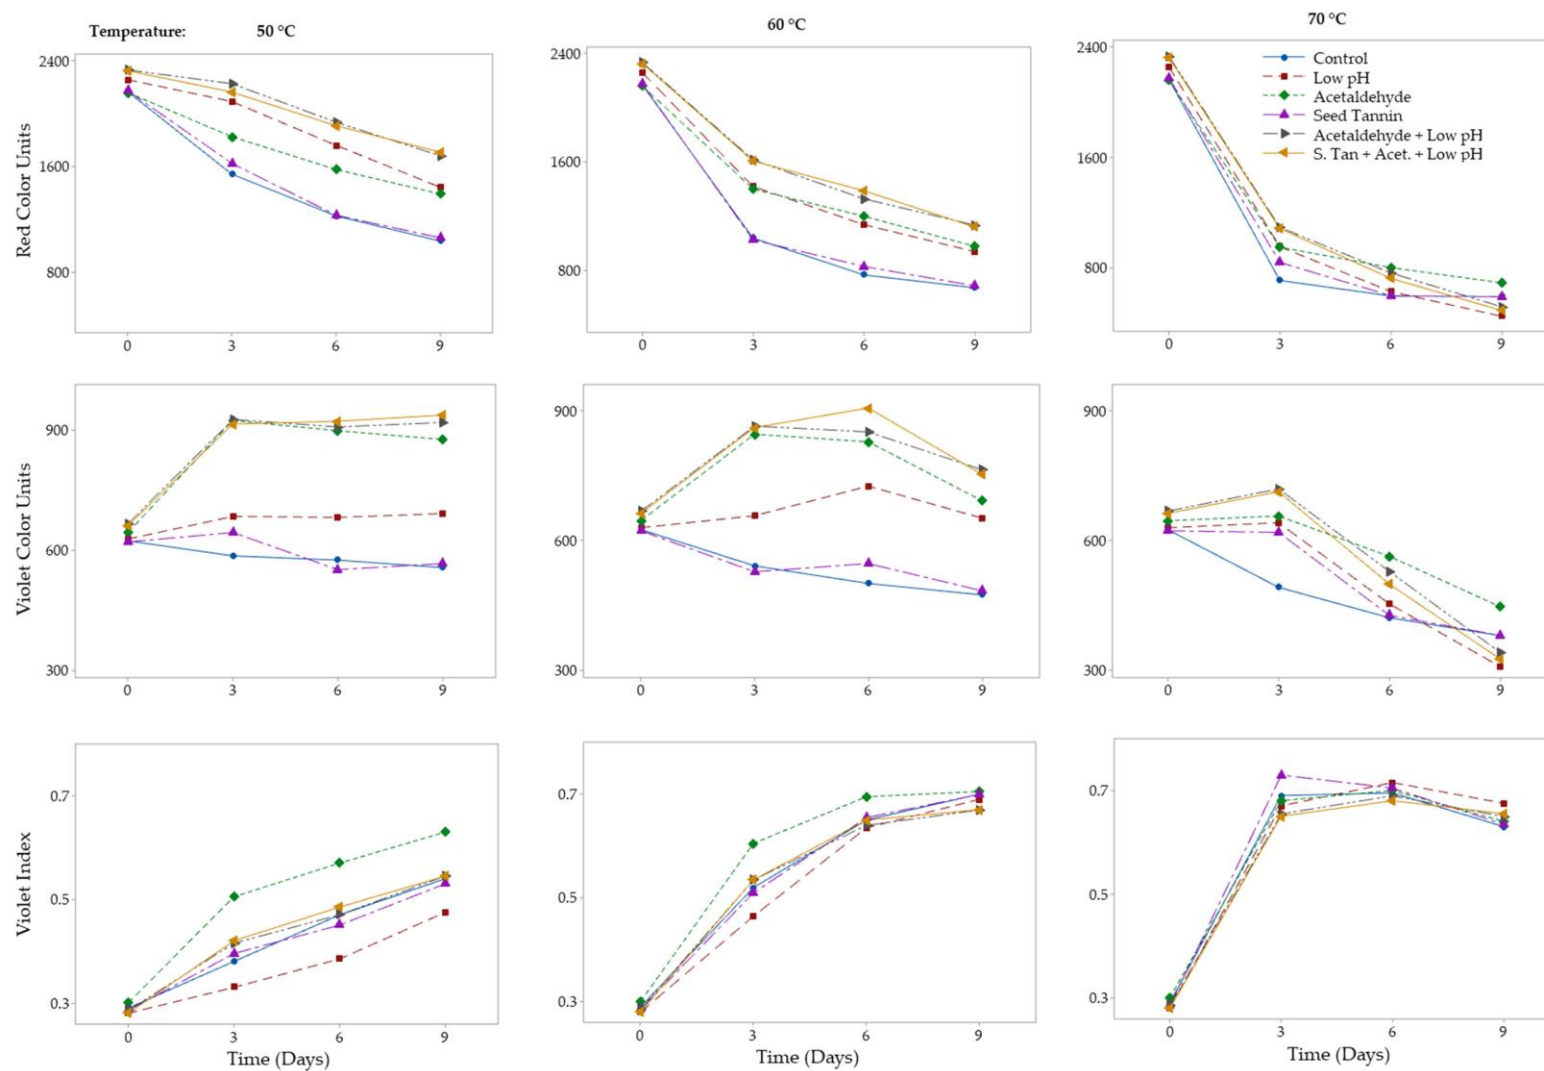 Temperature: 50 °C
60 °C
70 °C
Red Color Units
2400
1600
800
0 3 6 9
2400
1600
800
0 3 6 9
2400
1600
800
0 3 6 9
Control
Low pH
Acetaldehyde
Seed Tannin
Acetaldehyde + Low pH
S. Tan + Acet. + Low pH
Violet Color Units
900
600
300
0 3 6 9
900
600
300
0 3 6 9
900
600
300
0 3 6 9
Violet Index
0.7
0.5
0.3
0 3 6 9
Time (Days)
0.7
0.5
0.3
0 3 6 9
Time (Days)
0.7
0.5
0.3
0 3 6 9
Time (Days)